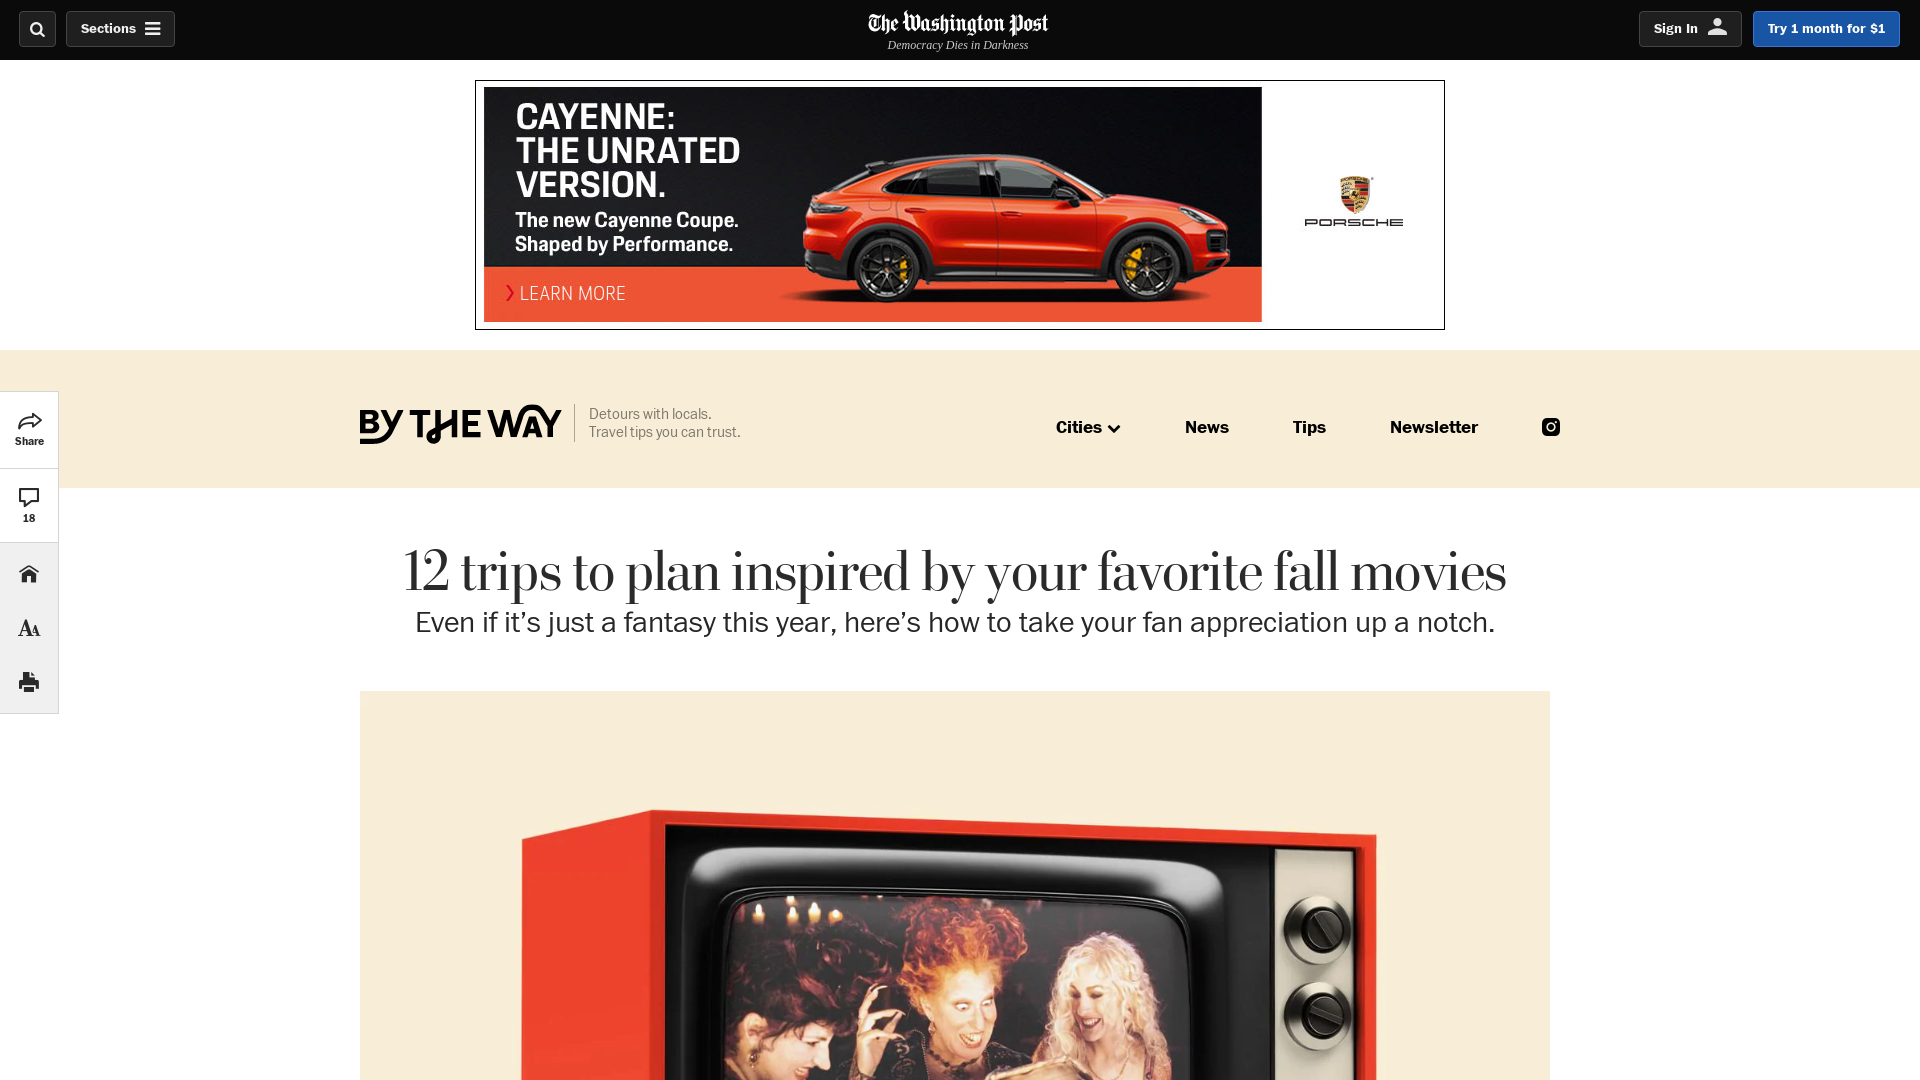 Sections
The Washington Post
Democracy Dies in Darkness
Sign In
Try 1 month for $1
CAYENNE:
THE UNRATED
VERSION.
The new Cayenne Coupe.
Shaped by Performance.
LEARN MORE
PORSCHE
BY THE WAY
Detours with locals.
Travel tips you can trust.
Cities
News
Tips
Newsletter
Share
18
12 trips to plan inspired by your favorite fall movies
Even if it’s just a fantasy this year, here’s how to take your fan appreciation up a notch.
AA